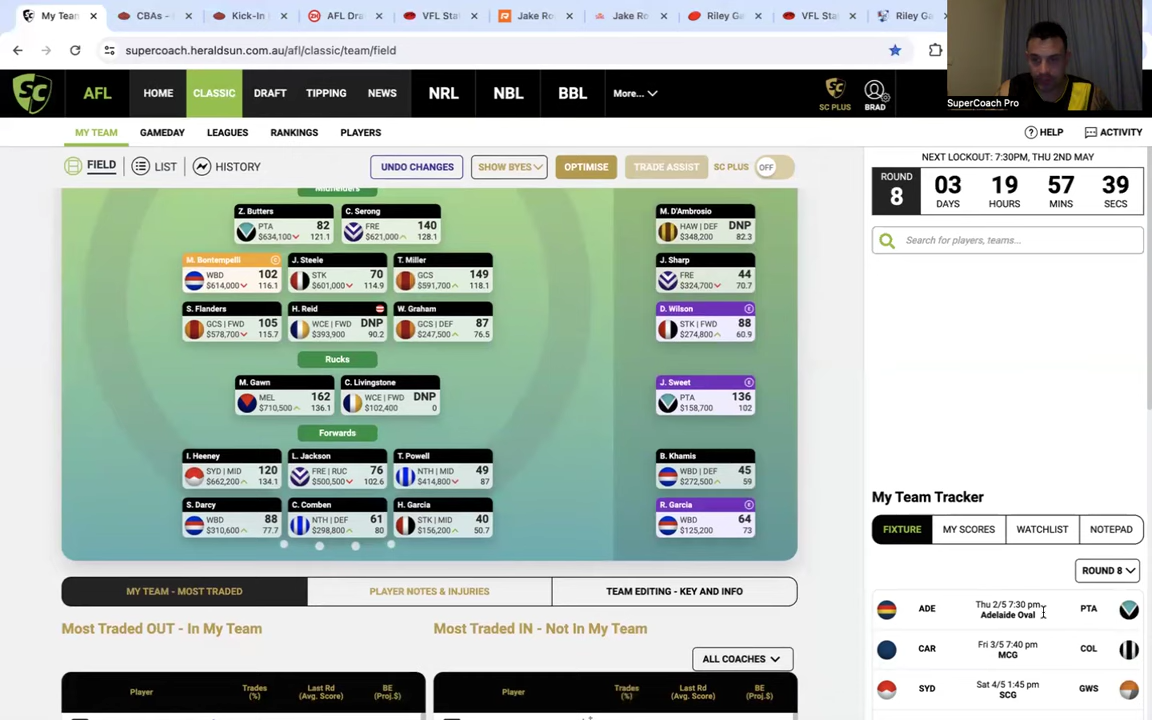 My Tean
CBAs -
Kick-In
AFL Dra
VFL Sta
Jake Ro
Jake Ro
Riley Ga
VFL Sta
Riley Ga
supercoach.heraldsun.com.au/afl/classic/team/field
SuperCoach Pro
SC
AFL
HOME
CLASSIC
DRAFT
TIPPING
NEWS
NRL
NBL
BBL
More...
SC PLUS
BRAD
MY TEAM
GAMEDAY
LEAGUES
RANKINGS
PLAYERS
HELP
ACTIVITY
FIELD
LIST
HISTORY
UNDO CHANGES
SHOW BYES
OPTIMISE
TRADE ASSIST
SC PLUS
OFF
NEXT LOCKOUT: 7:30PM, THU 2ND MAY
ROUND
8
03
19
57
39
DAYS
HOURS
MINS
SECS
Search for players, teams...
Midfielders
Z. Butters
PTA 82
$634,100 121.1
C. Serong
FRE 140
$621,000 128.1
M. D'Ambrosio
HAW | DEF DNP
$348,200 82.3
M. Bontempelli C
WBD 102
$614,000 116.1
J. Steele
STK 70
$601,000 114.9
T. Miller
GCS 149
$591,700 118.1
J. Sharp
FRE 44
$324,700 70.7
S. Flanders
GCS | FWD 105
$578,700 115.7
H. Reid
WCE | FWD DNP
$393,900 90.2
W. Graham
GCS | DEF 87
$247,500 76.5
D. Wilson E
STK | FWD 88
$274,800 60.9
Rucks
M. Gawn
MEL 162
$710,500 136.1
C. Livingstone
WCE | FWD DNP
$102,400 0
J. Sweet E
PTA 136
$158,700 102
Forwards
I. Heeney
SYD | MID 120
$662,200 134.1
L. Jackson
FRE | RUC 76
$500,500 102.6
T. Powell
NTH | MID 49
$414,800 87
B. Khamis
WBD | DEF 45
$272,500 59
S. Darcy
WBD 88
$310,600 77.7
C. Comben
NTH | DEF 61
$298,800 80
H. Garcia
STK | MID 40
$156,200 50.7
R. Garcia E
WBD 64
$125,200 73
My Team Tracker
FIXTURE
MY SCORES
WATCHLIST
NOTEPAD
ROUND 8
ADE
Thu 2/5 7:30 pm
Adelaide Oval
PTA
CAR
Fri 3/5 7:40 pm
MCG
COL
SYD
Sat 4/5 1:45 pm
SCG
GWS
MY TEAM - MOST TRADED
PLAYER NOTES & INJURIES
TEAM EDITING - KEY AND INFO
Most Traded OUT - In My Team
Most Traded IN - Not In My Team
ALL COACHES
Player
Trades
(%)
Last Rd
(Avg. Score)
BE
(Proj.$)
Player
Trades
(%)
Last Rd
(Avg. Score)
BE
(Proj.$)